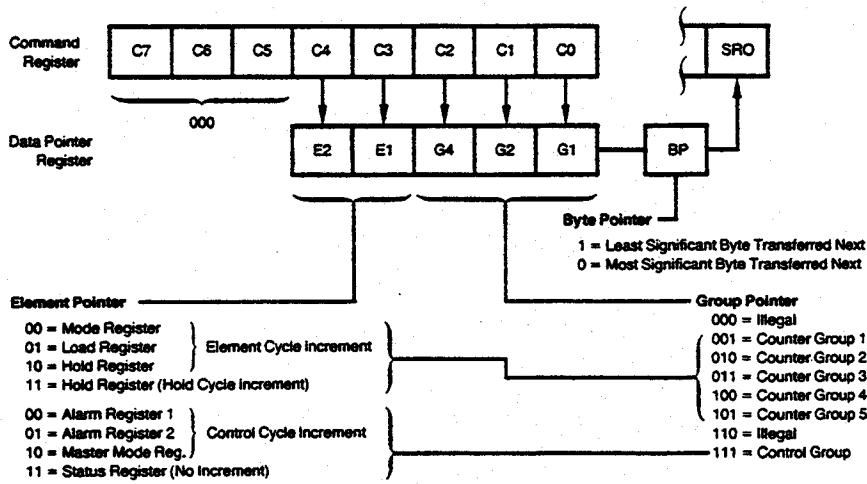 Command
Register
C7 C6 C5 C4 C3 C2 C1 C0
SRO
000
Data Pointer
Register
E2 E1 G4 G2 G1
BP
Byte Pointer
1 = Least Significant Byte Transferred Next
0 = Most Significant Byte Transferred Next
Element Pointer
00 = Mode Register
01 = Load Register
10 = Hold Register
Element Cycle Increment
11 = Hold Register (Hold Cycle Increment)
00 = Alarm Register 1
01 = Alarm Register 2
10 = Master Mode Reg.
Control Cycle Increment
11 = Status Register (No Increment)
Group Pointer
000 = Illegal
001 = Counter Group 1
010 = Counter Group 2
011 = Counter Group 3
100 = Counter Group 4
101 = Counter Group 5
110 = Illegal
111 = Control Group